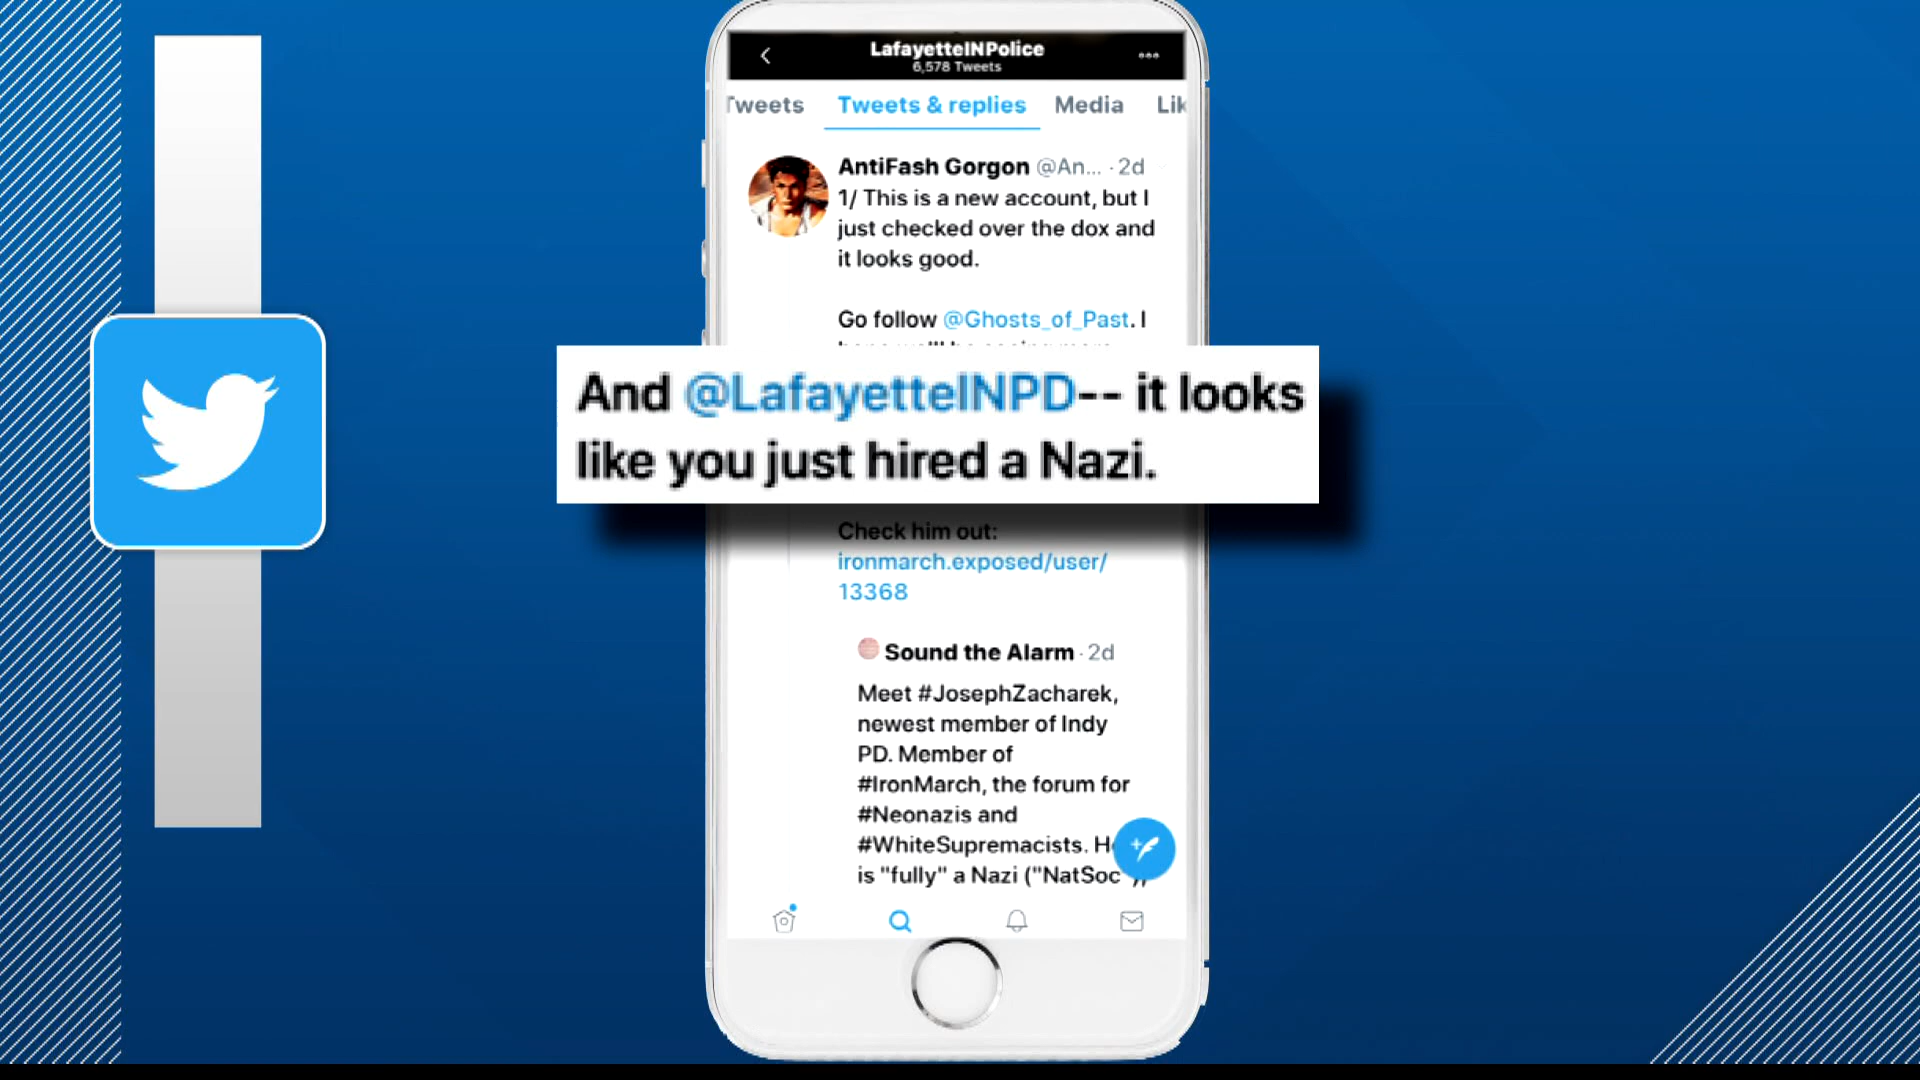 LafayetteINPolice
6,578 Tweets
Tweets Tweets & replies Media Lik
AntiFash Gorgon @An... · 2d
1/ This is a new account, but I
just checked over the dox and
it looks good.
Go follow @Ghosts_of_Past. I
And @LafayetteINPD-- it looks
like you just hired a Nazi.
Check him out:
ironmarch.exposed/user/
13368
Sound the Alarm · 2d
Meet #JosephZacharek,
newest member of Indy
PD. Member of
#IronMarch, the forum for
#Neonazis and
#WhiteSupremacists. He
is "fully" a Nazi ("NatSoc"),